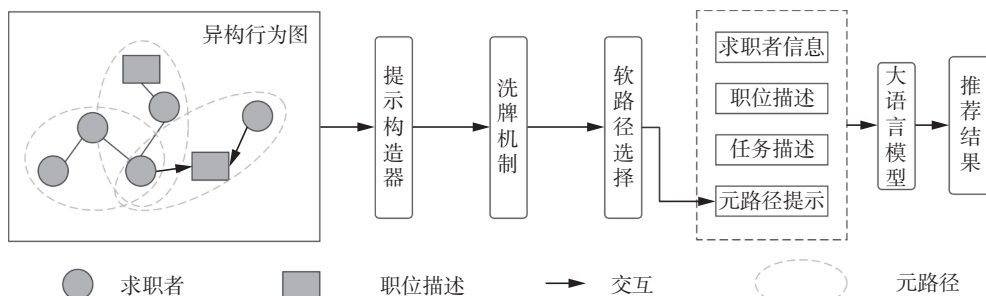 异构行为图
提示构造器
洗牌机制
软路径选择
求职者信息
职位描述
任务描述
元路径提示
大语言模型
推荐结果
求职者
职位描述
交互
元路径